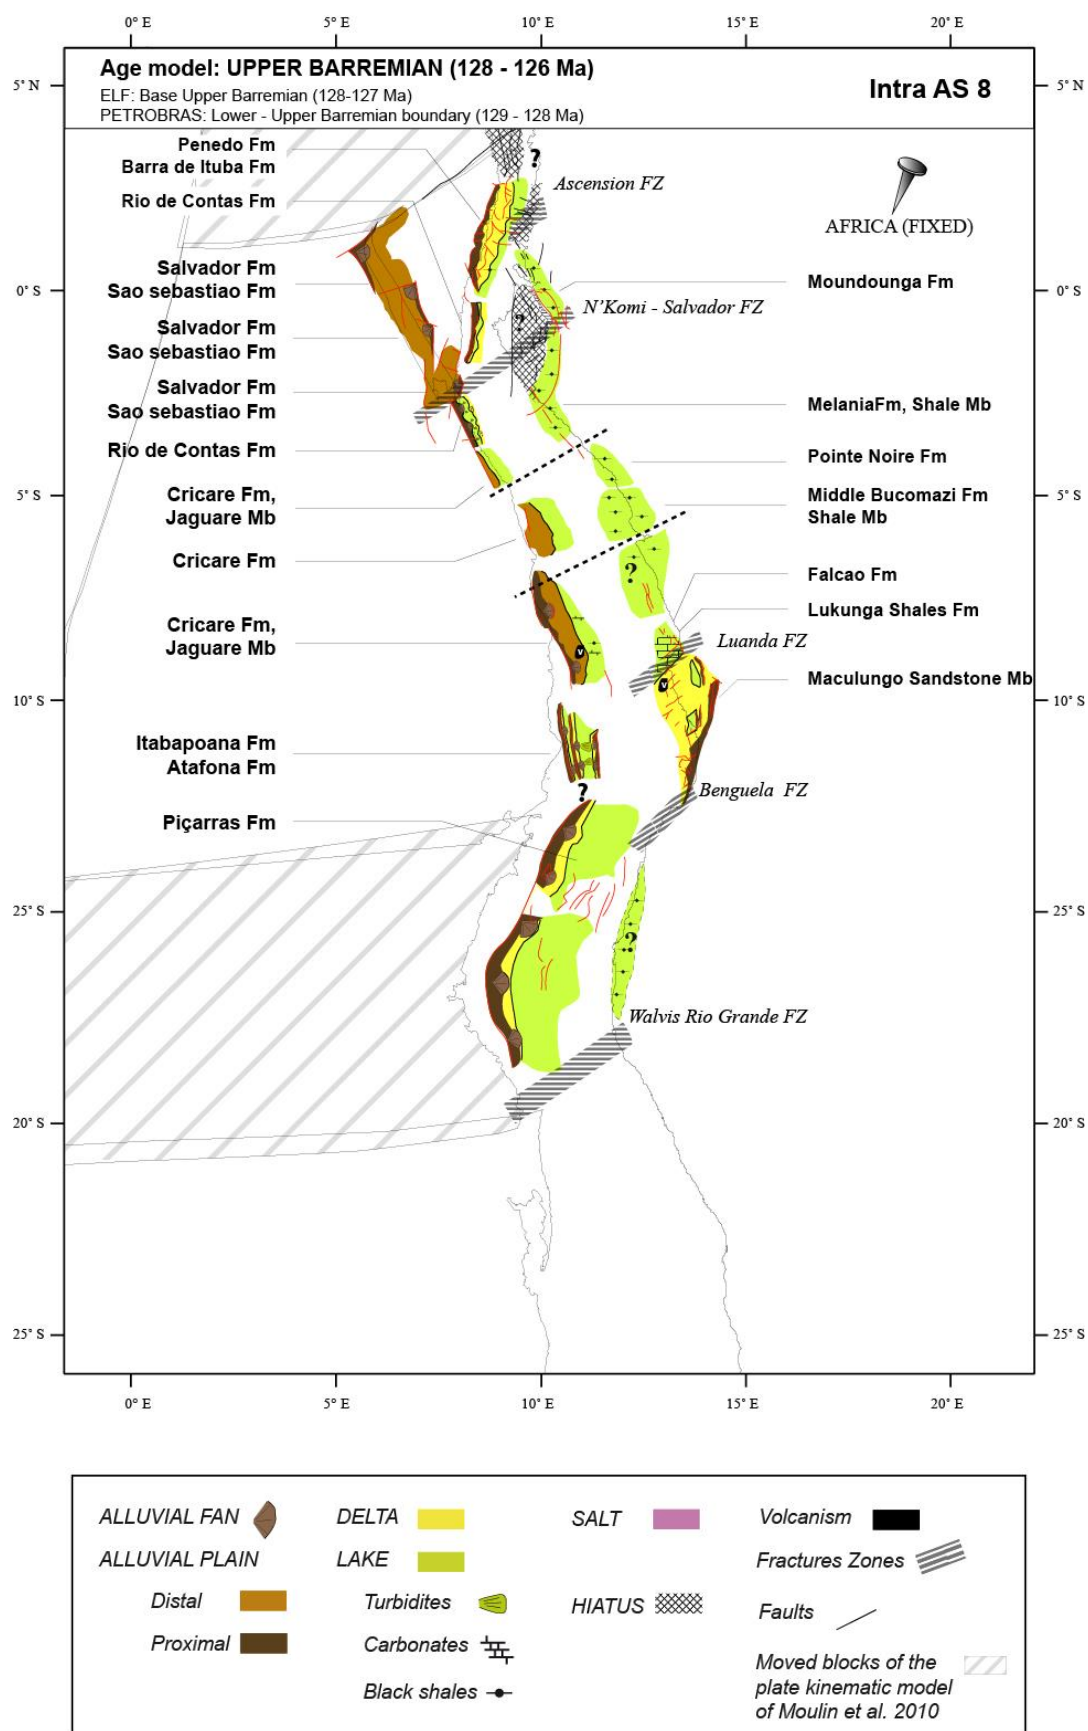 0° E 5° E 10° E 15° E 20° E
Age model: UPPER BARREMIAN (128 - 126 Ma)
ELF: Base Upper Barremian (128-127 Ma)
PETROBRAS: Lower - Upper Barremian boundary (129 - 128 Ma)
Intra AS 8
5° N
5° N
Penedo Fm
Barra de Ituba Fm
Rio de Contas Fm
Salvador Fm
Sao sebastiao Fm
Salvador Fm
Sao sebastiao Fm
Salvador Fm
Sao sebastiao Fm
Rio de Contas Fm
Cricare Fm,
Jaguare Mb
Cricare Fm
Cricare Fm,
Jaguare Mb
Itabapoana Fm
Atafona Fm
Piçarras Fm
0° S
5° S
10° S
25° S
20° S
25° S
?
Ascension FZ
AFRICA (FIXED)
Moundounga Fm
N'Komi - Salvador FZ
?
MelaniaFm, Shale Mb
Pointe Noire Fm
Middle Bucomazi Fm
Shale Mb
?
Falcao Fm
Lukunga Shales Fm
Luanda FZ
v
v
Maculungo Sandstone Mb
?
Benguela FZ
?
Walvis Rio Grande FZ
0° S
5° S
10° S
25° S
20° S
25° S
0° E 5° E 10° E 15° E 20° E
ALLUVIAL FAN
ALLUVIAL PLAIN
Distal
Proximal
DELTA
LAKE
Turbidites
Carbonates
Black shales
SALT
HIATUS
Volcanism
Fractures Zones
Faults
Moved blocks of the
plate kinematic model
of Moulin et al. 2010